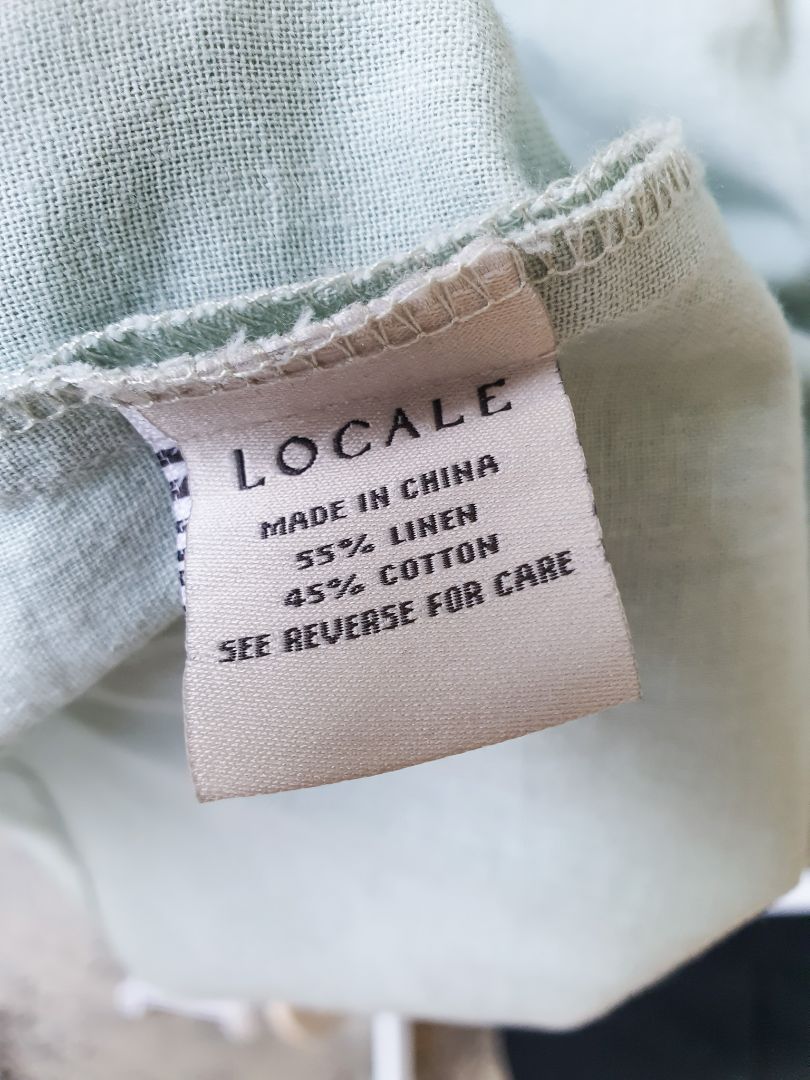 LOCALE
MADE IN CHINA
55% LINEN
45% COTTON
SEE REVERSE FOR CARE